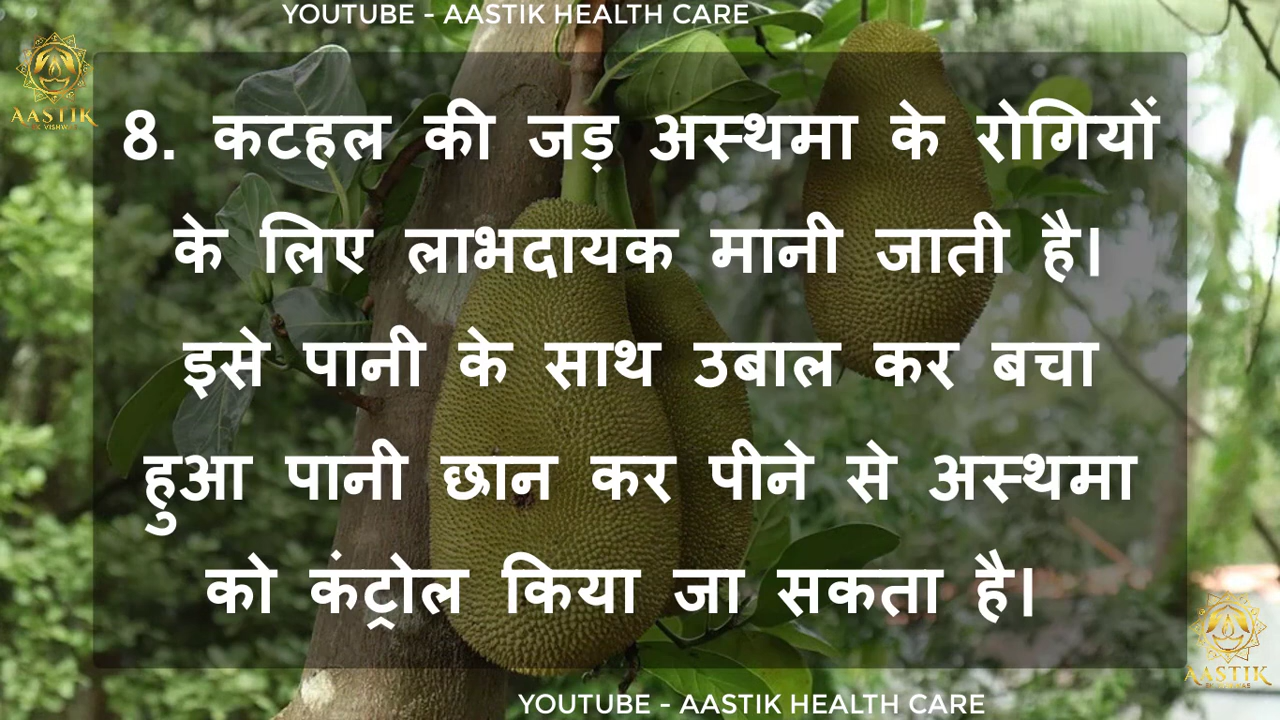 YOUTUBE - AASTIK HEALTH CARE
AASTIK
8. कटहल की जड़ अस्थमा के रोगियों
के लिए लाभदायक मानी जाती है।
इसे पानी के साथ उबाल कर बचा
हुआ पानी छान कर पीने से अस्थमा
को कंट्रोल किया जा सकता है।
AASTIK
YOUTUBE - AASTIK HEALTH CARE